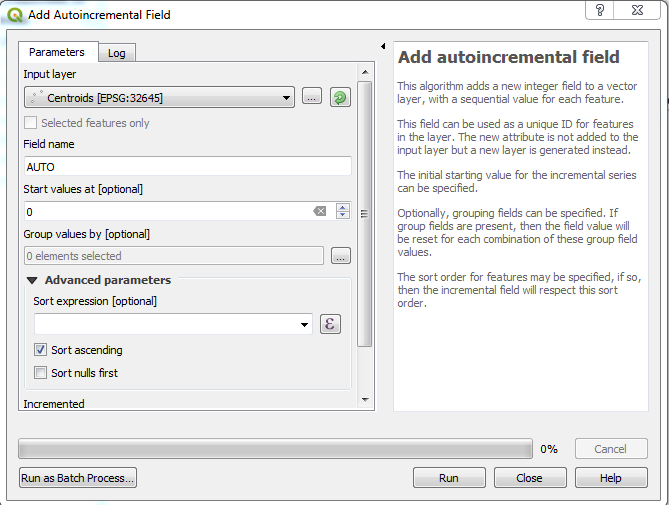 Add Autoincremental Field
Parameters
Log
Input layer
Centroids [EPSG:32645]
...
Selected features only
Field name
AUTO
Start values at [optional]
0
Group values by [optional]
0 elements selected
...
Advanced parameters
Sort expression [optional]
ε
Sort ascending
Sort nulls first
Incremented
Add autoincremental field
This algorithm adds a new integer field to a vector
layer, with a sequential value for each feature.
This field can be used as a unique ID for features
in the layer. The new attribute is not added to the
input layer but a new layer is generated instead.
The initial starting value for the incremental series
can be specified.
Optionally, grouping fields can be specified. If
group fields are present, then the field value will
be reset for each combination of these group field
values.
The sort order for features may be specified, if so,
then the incremental field will respect this sort
order.
0%
Cancel
Run as Batch Process...
Run
Close
Help